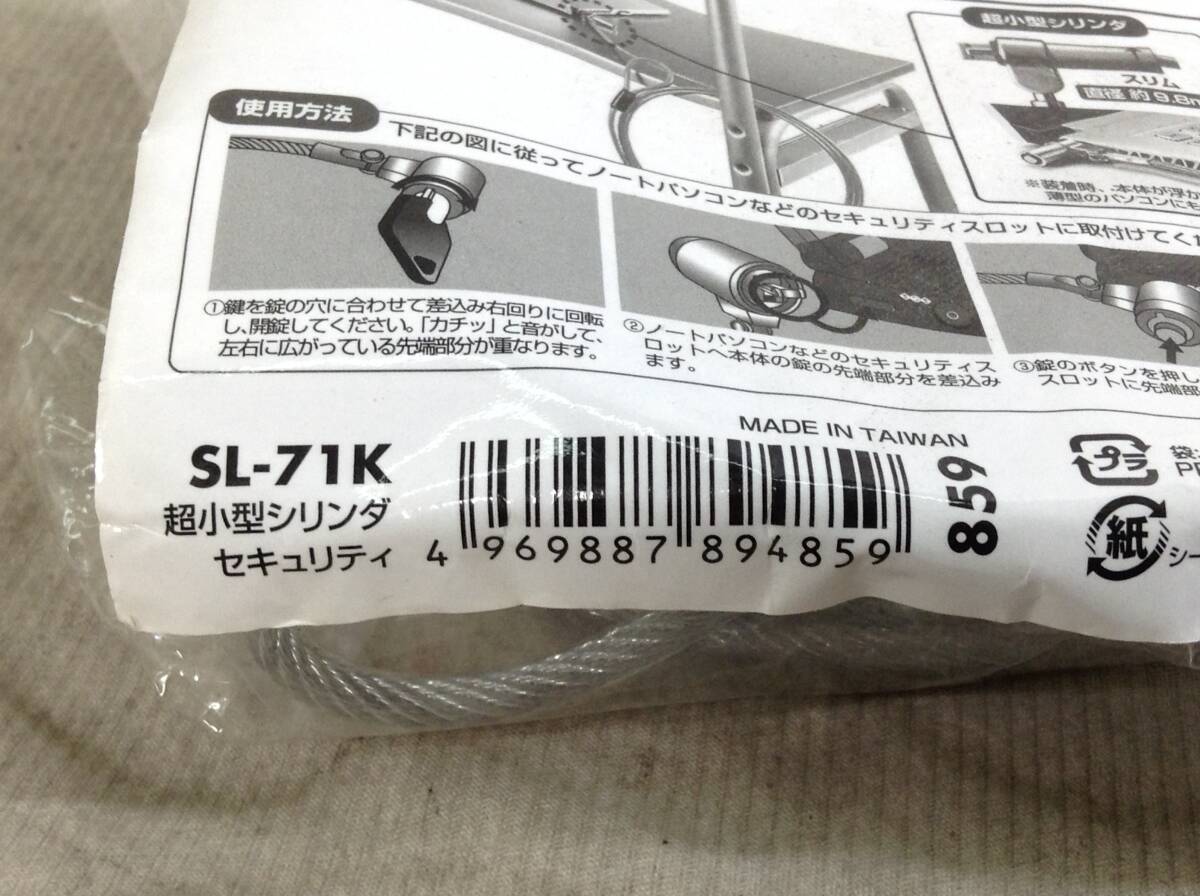 超小型シリンダ
スリム
直径 約9.8
※装着時、本体が浮か
薄型のパソコンにも
使用方法
下記の図に従ってノートパソコンなどのセキュリティスロットに取付けてくだ
①鍵を錠の穴に合わせて差込み右回りに回転
し、開錠してください。「カチッ」と音がして、
左右に広がっている先端部分が重なります。
②ノートパソコンなどのセキュリティス
ロットへ本体の錠の先端部分を差込み
ます。
③錠のボタンを押し
スロットに先端部
MADE IN TAIWAN
SL-71K
超小型シリンダ
セキュリティ
4 969887 894859
859
プラ
袋:
PP
紙
シー